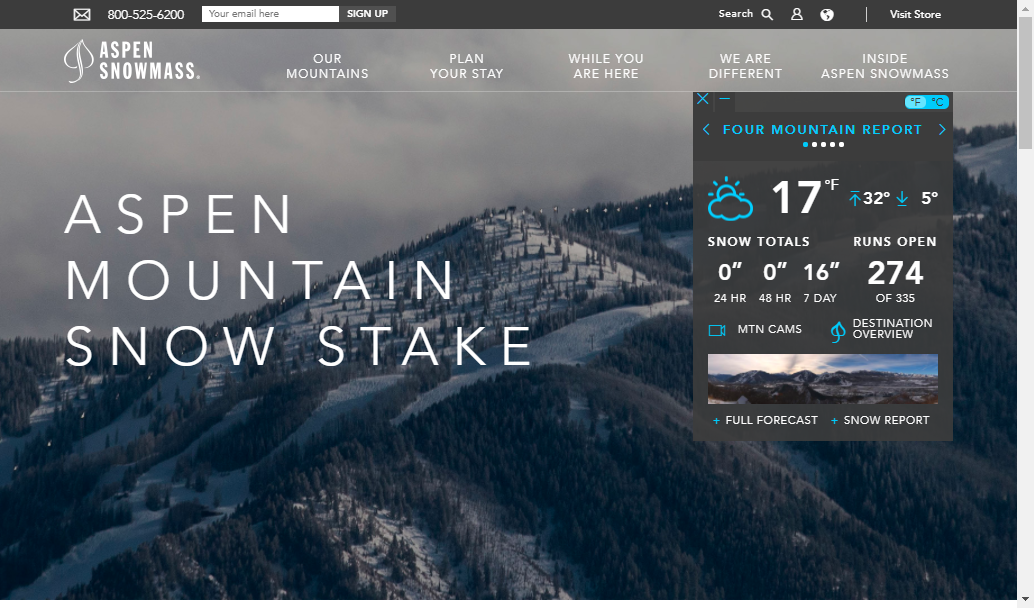 800-525-6200
Your email here
SIGN UP
Search
Visit Store
ASPEN
SNOWMASS®
OUR
MOUNTAINS
PLAN
YOUR STAY
WHILE YOU
ARE HERE
WE ARE
DIFFERENT
INSIDE
ASPEN SNOWMASS
ASPEN
MOUNTAIN
SNOW STAKE
°F °C
FOUR MOUNTAIN REPORT
17°F 32° 5°
SNOW TOTALS
0” 0” 16”
24 HR 48 HR 7 DAY
RUNS OPEN
274
OF 335
MTN CAMS
DESTINATION
OVERVIEW
+ FULL FORECAST + SNOW REPORT